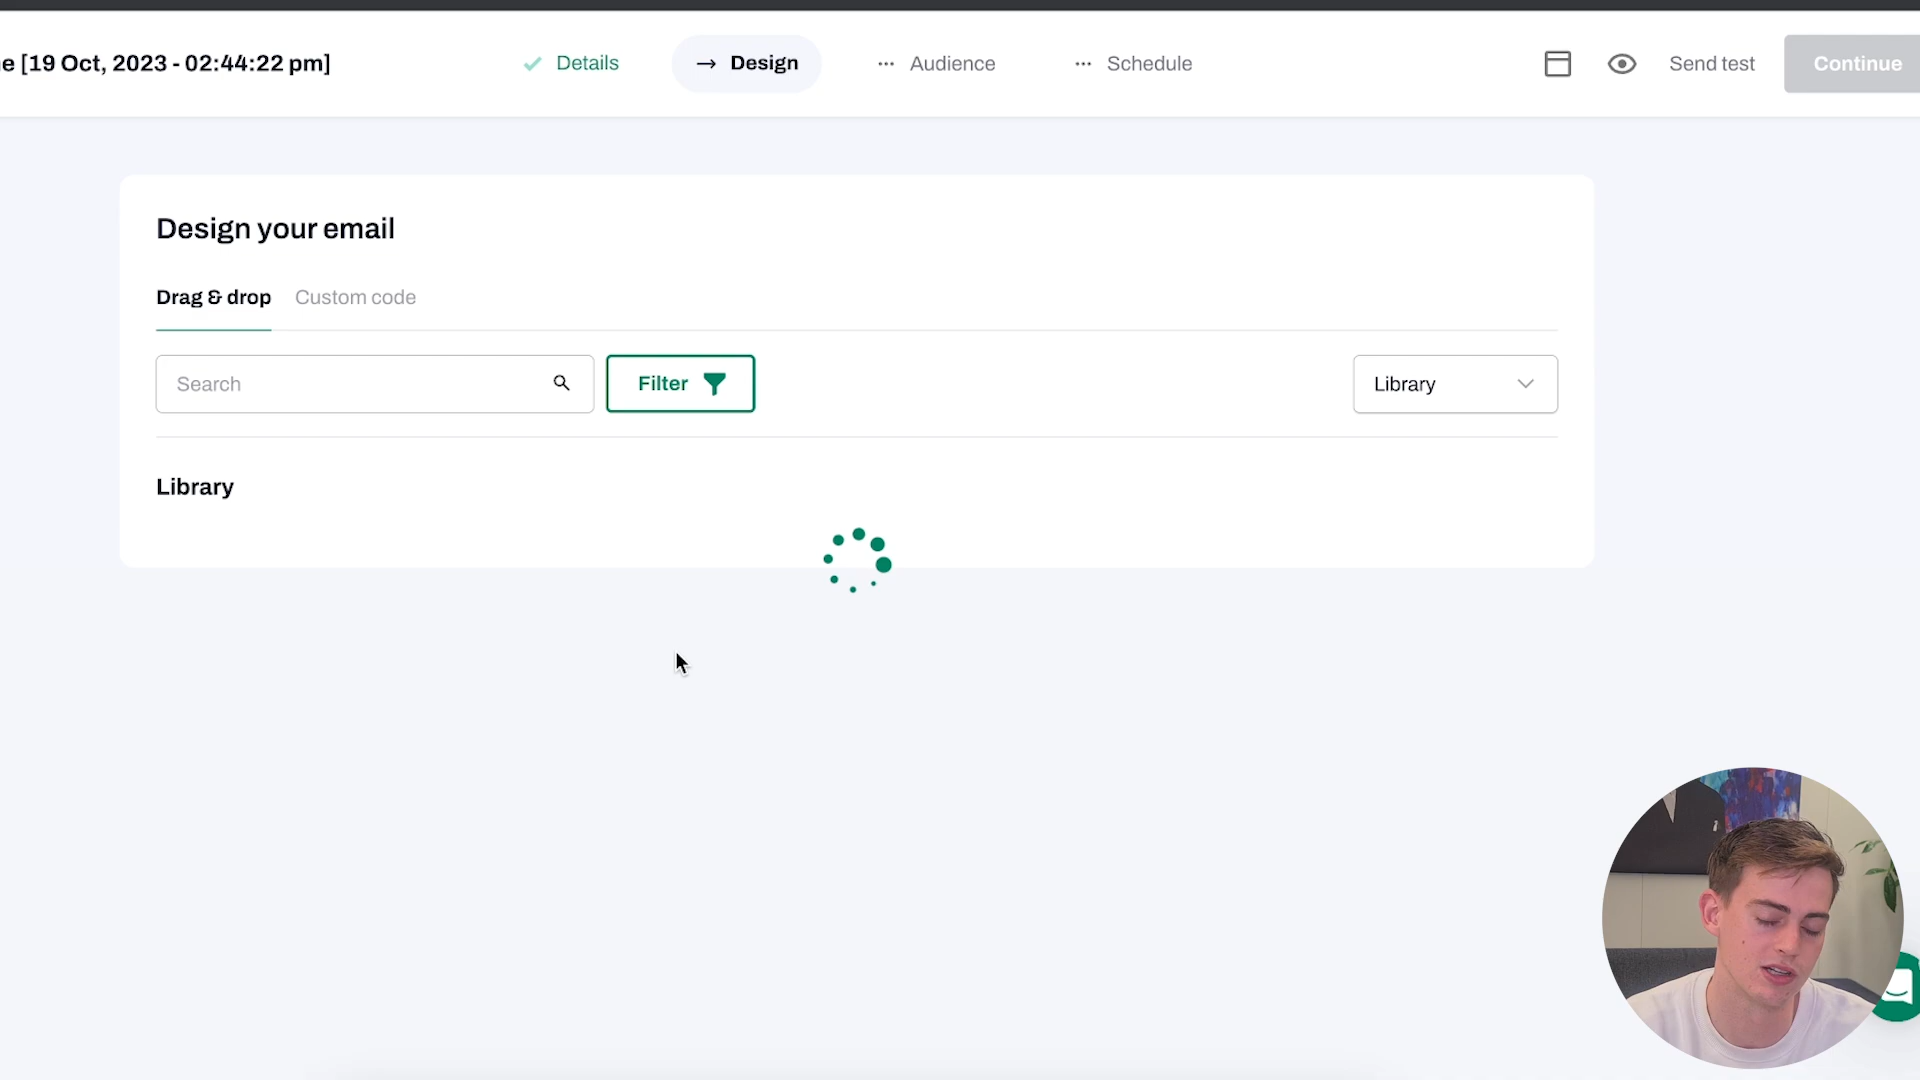 e [19 Oct, 2023 - 02:44:22 pm]
Details
Design
Audience
Schedule
Send test
Continue
Design your email
Drag & drop
Custom code
Search
Filter
Library
Library